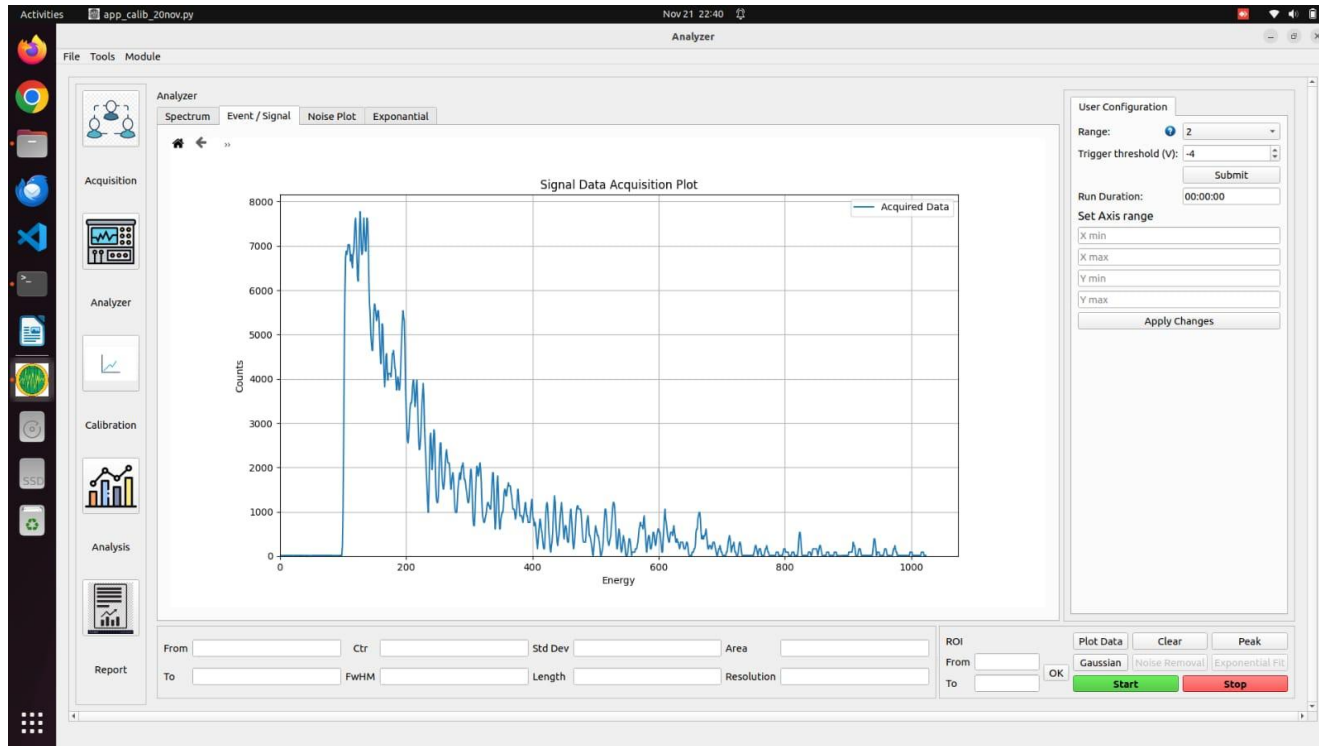 Activities app_calib_20nov.py Nov 21 22:40
Analyzer
File Tools Module
Acquisition
Analyzer
Calibration
Analysis
Report
SSD
Analyzer
Spectrum Event / Signal Noise Plot Exponantial
Signal Data Acquisition Plot
Acquired Data
Counts
8000
7000
6000
5000
4000
3000
2000
1000
0
0 200 400 600 800 1000
Energy
User Configuration
Range: 2
Trigger threshold (V): -4
Submit
Run Duration: 00:00:00
Set Axis range
X min
X max
Y min
Y max
Apply Changes
From Ctr Std Dev Area
To FwHM Length Resolution
ROI
From
To
OK
Plot Data Clear Peak
Gaussian Noise Removal Exponential Fit
Start Stop